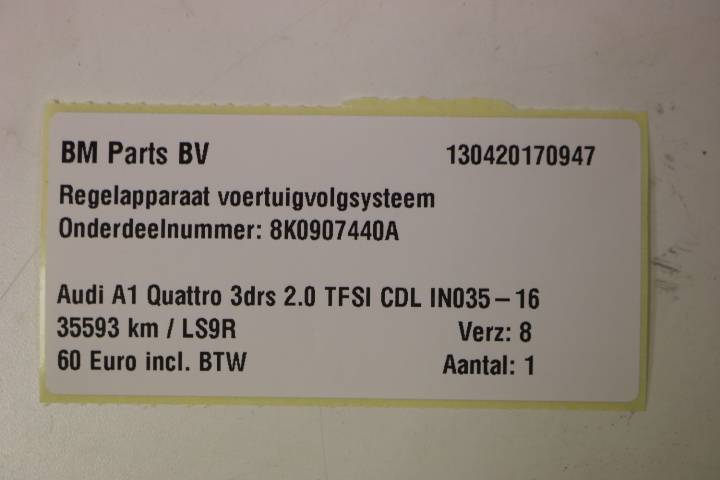 BM Parts BV 130420170947
Regelapparaat voertuigvolgsysteem
Onderdeelnummer: 8K0907440A
Audi A1 Quattro 3drs 2.0 TFSI CDL IN035-16
35593 km / LS9R Verz: 8
60 Euro incl. BTW Aantal: 1